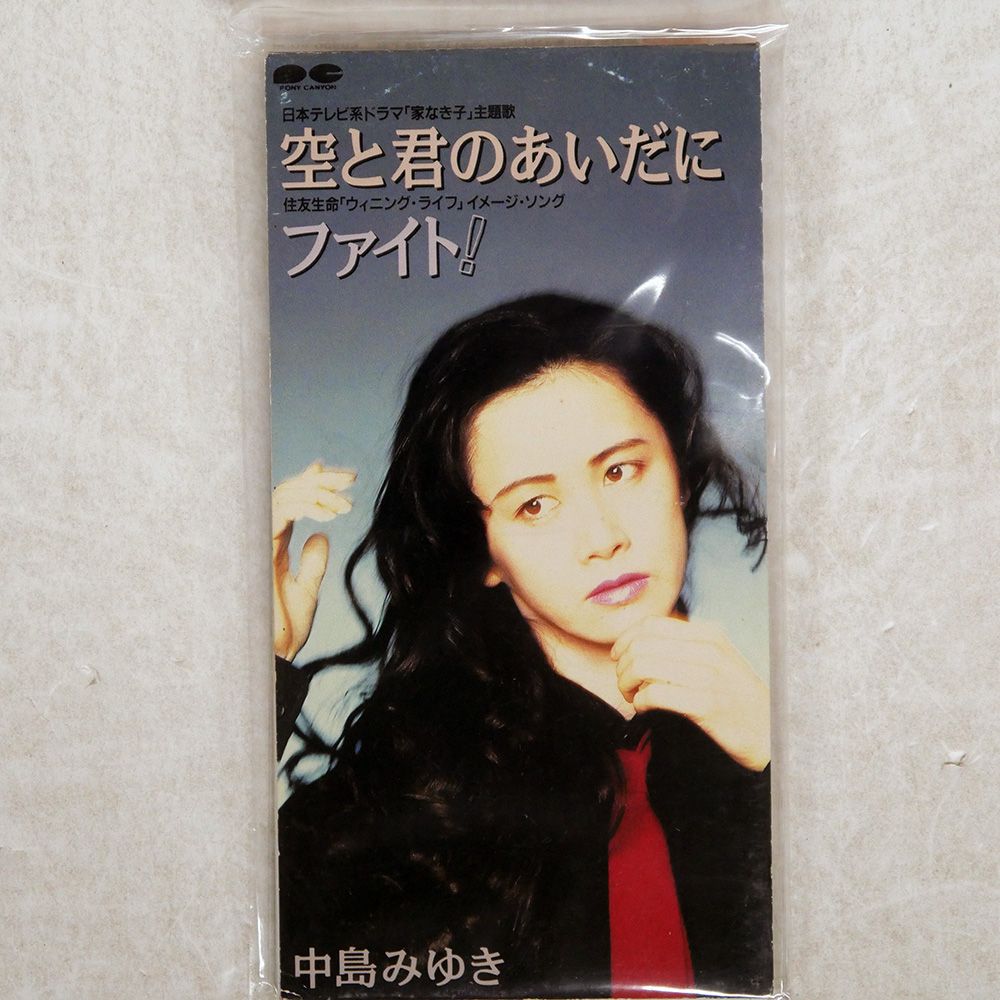 PONY CANYON
日本テレビ系ドラマ「家なき子」主題歌
空と君のあいだに
住友生命「ウィニング・ライフ」イメージ・ソング
ファイト!
中島みゆき